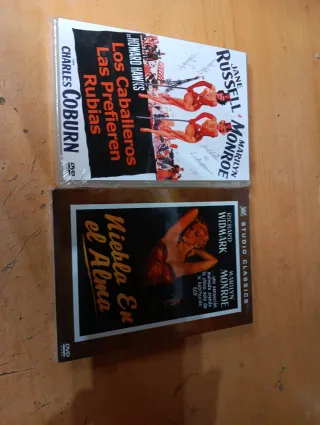 JANE
RUSSELL
MARILYN
MONROE
HOWARD HAWKS
Los Caballeros
Las Prefieren
Rubias
CHARLES
COBURN
DVD
STUDIO CLASSICS
RICHARD
WIDMARK
MARILYN
MONROE
Niebla En
el Alma
DVD